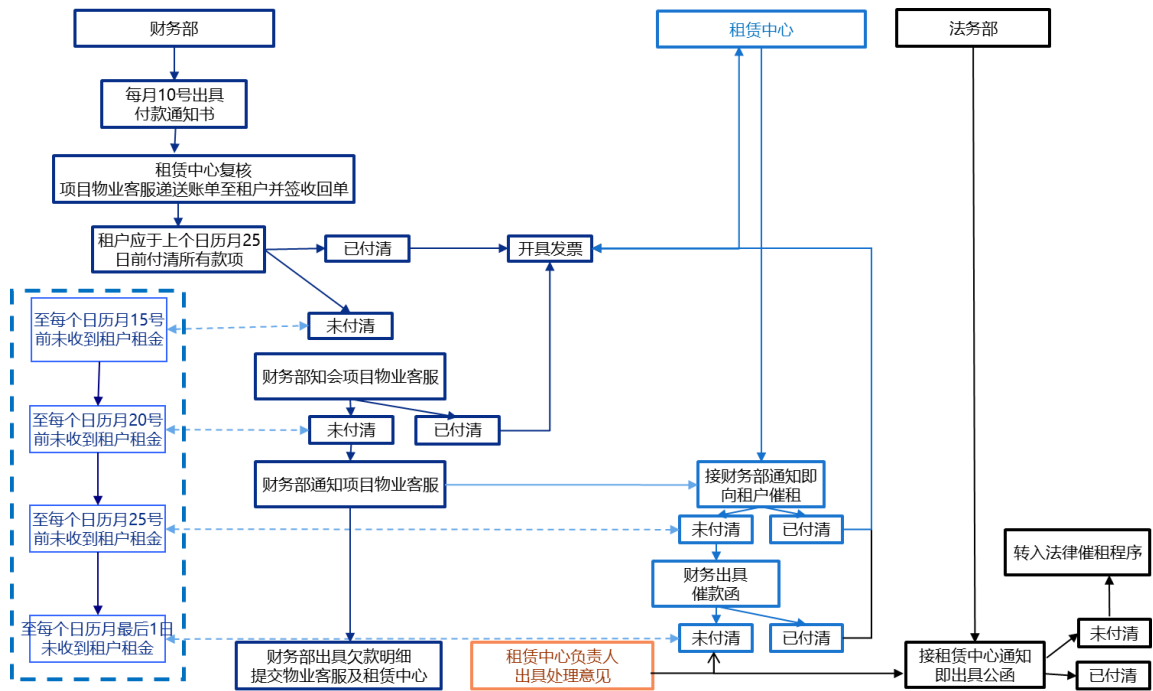 财务部
租赁中心
法务部
每月10号出具
付款通知书
租赁中心复核
项目物业客服递送账单至租户并签收回单
租户应于上个日历月25
日前付清所有款项
已付清
开具发票
至每个日历月15号
前未收到租户租金
未付清
财务部知会项目物业客服
至每个日历月20号
前未收到租户租金
未付清
已付清
财务部通知项目物业客服
接财务部通知即
向租户催租
至每个日历月25号
前未收到租户租金
未付清
已付清
转入法律催租程序
财务出具
催款函
至每个日历月最后1日
未收到租户租金
未付清
已付清
未付清
财务部出具欠款明细
提交物业客服及租赁中心
租赁中心负责人
出具处理意见
接租赁中心通知
即出具公函
已付清